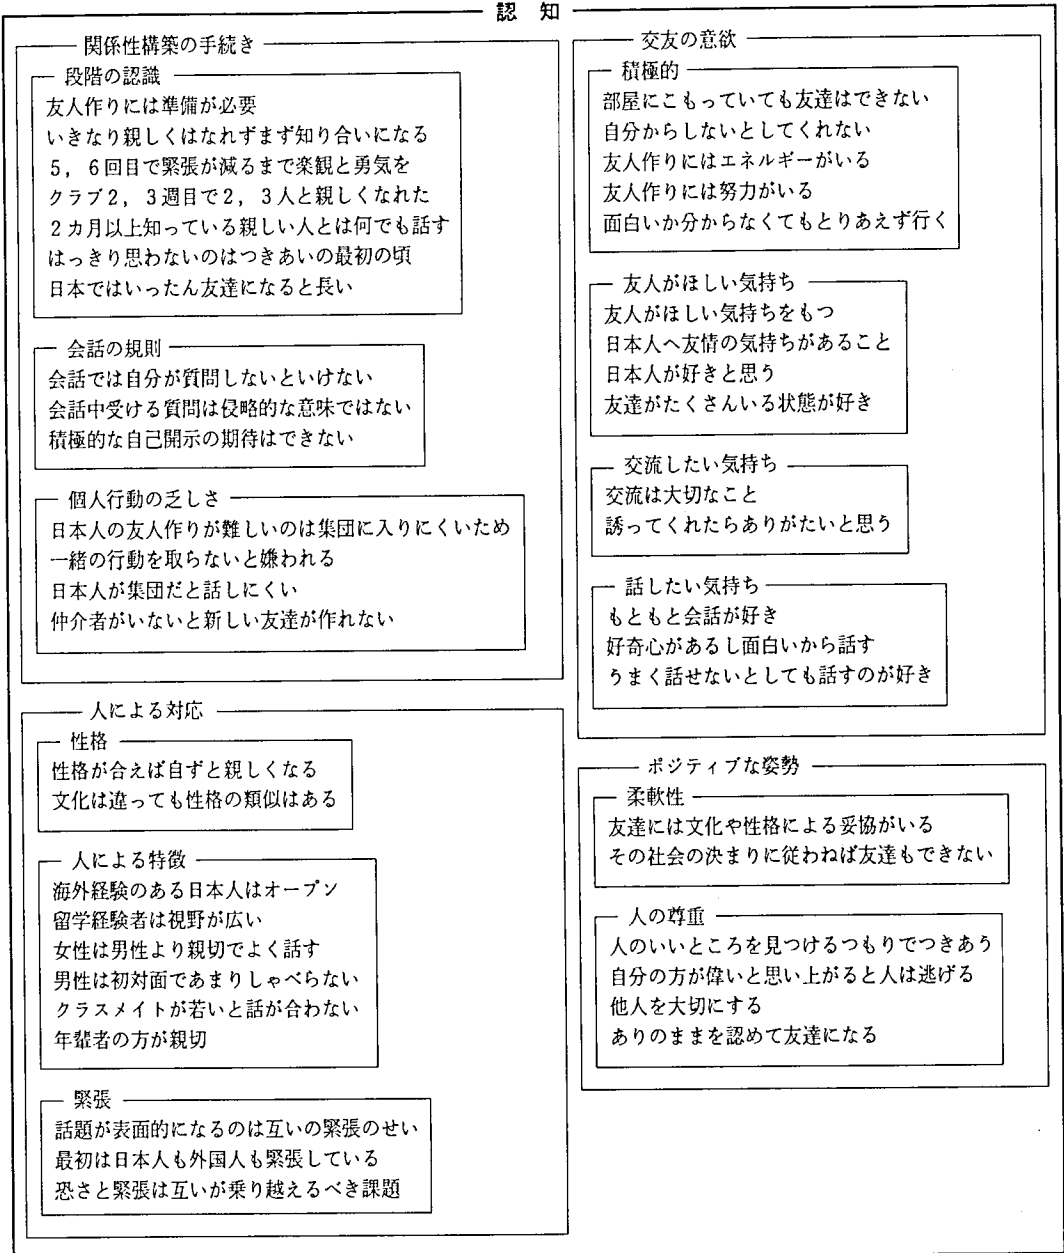 認 知
関係性構築の手続き
段階の認識
友人作りには準備が必要
いきなり親しくはなれずまず知り合いになる
5，6回目で緊張が減るまで楽観と勇気を
クラブ2，3週目で2，3人と親しくなれた
2カ月以上知っている親しい人とは何でも話す
はっきり思わないのはつきあいの最初の頃
日本ではいったん友達になると長い
会話の規則
会話では自分が質問しないといけない
会話中受ける質問は侵略的な意味ではない
積極的な自己開示の期待はできない
個人行動の乏しさ
日本人の友人作りが難しいのは集団に入りにくいため
一緒の行動を取らないと嫌われる
日本人が集団だと話しにくい
仲介者がいないと新しい友達が作れない
人による対応
性格
性格が合えば自ずと親しくなる
文化は違っても性格の類似はある
人による特徴
海外経験のある日本人はオープン
留学経験者は視野が広い
女性は男性より親切でよく話す
男性は初対面であまりしゃべらない
クラスメイトが若いと話が合わない
年輩者の方が親切
緊張
話題が表面的になるのは互いの緊張のせい
最初は日本人も外国人も緊張している
恐さと緊張は互いが乗り越えるべき課題
交友の意欲
積極的
部屋にこもっていても友達はできない
自分からしないとしてくれない
友人作りにはエネルギーがいる
友人作りには努力がいる
面白いか分からなくてもとりあえず行く
友人がほしい気持ち
友人がほしい気持ちをもつ
日本人へ友情の気持ちがあること
日本人が好きと思う
友達がたくさんいる状態が好き
交流したい気持ち
交流は大切なこと
誘ってくれたらありがたいと思う
話したい気持ち
もともと会話が好き
好奇心があるし面白いから話す
うまく話せないとしても話すのが好き
ポジティブな姿勢
柔軟性
友達には文化や性格による妥協がいる
その社会の決まりに従わねば友達もできない
人の尊重
人のいいところを見つけるつもりでつきあう
自分の方が偉いと思い上がると人は逃げる
他人を大切にする
ありのままを認めて友達になる